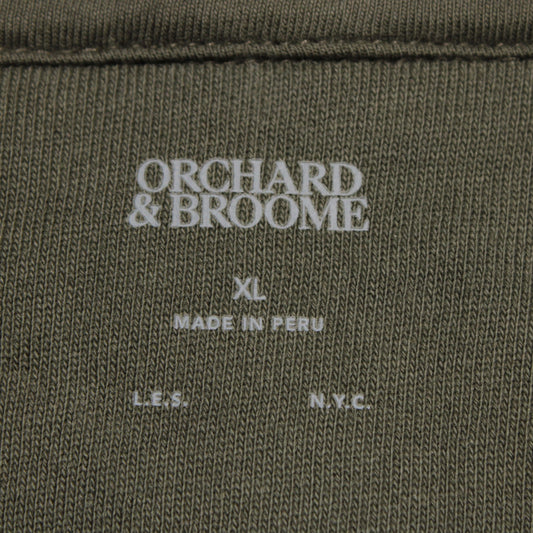 ORCHARD
& BROOME
XL
MADE IN PERU
L.E.S. N.Y.C.